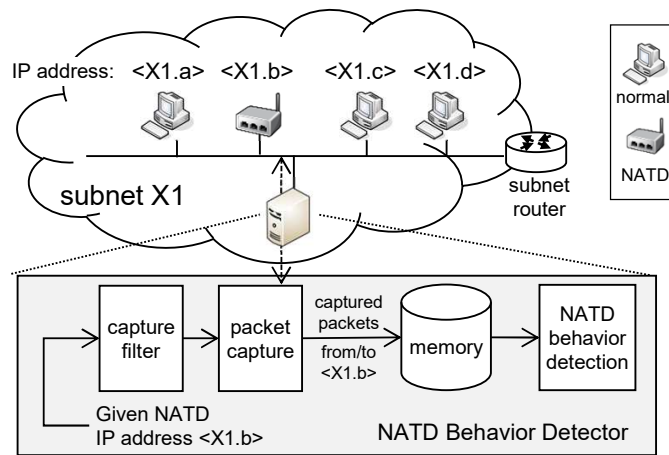 IP address: <X1.a> <X1.b> <X1.c> <X1.d>
normal
NATD
subnet X1
subnet
router
capture
filter
packet
capture
captured
packets
from/to
<X1.b>
memory
NATD
behavior
detection
Given NATD
IP address <X1.b>
NATD Behavior Detector